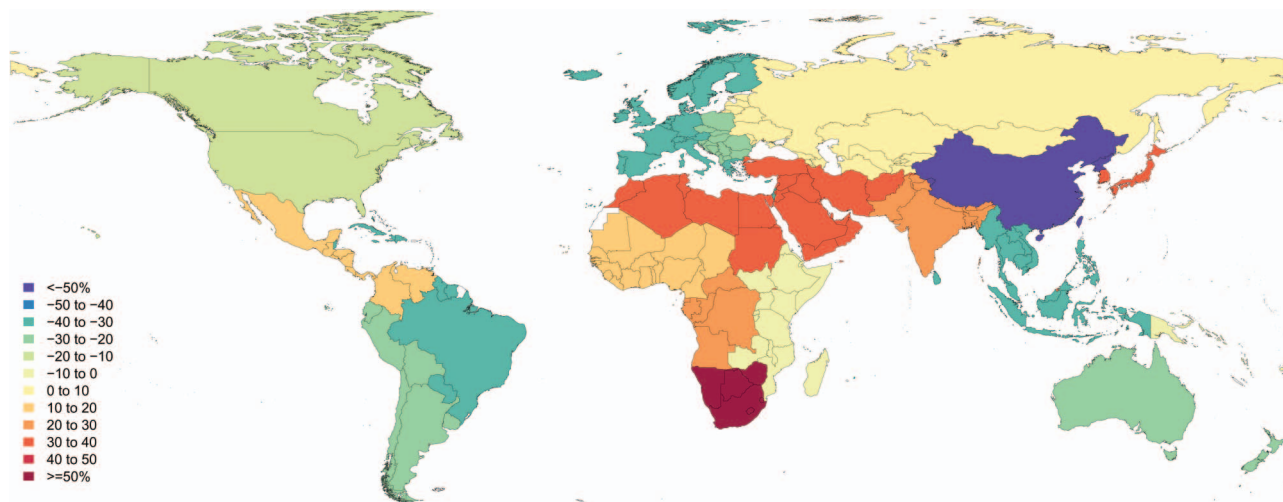 <-50%
−50 to −40
−40 to −30
−30 to −20
−20 to −10
−10 to 0
0 to 10
10 to 20
20 to 30
30 to 40
40 to 50
>=50%